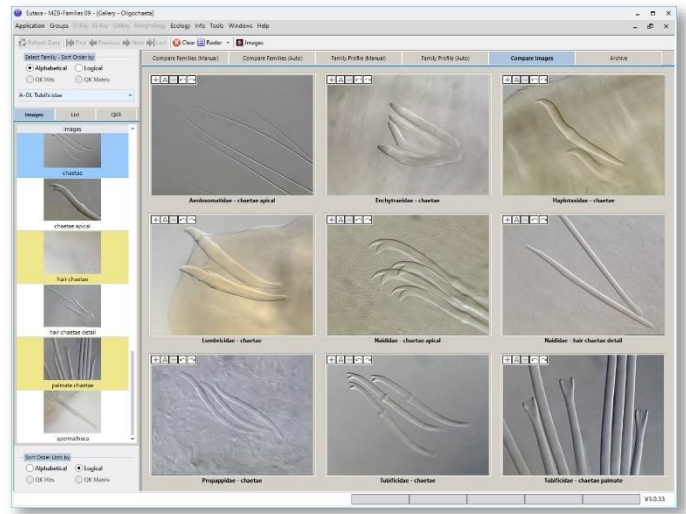 Eutaxa - MZB-Families 09 - [Gallery - Oligochaeta]
Application Groups D-Key Q-Key Gallery Morphology Ecology Info Tools Windows Help
Refresh Data First Previous Next Last Clear Raster Images
Select Family - Sort Order by
Alphabetical Logical
QK Hits QK Matrix
A-OL Tubificidae
Images List QKR
Images
chaetae
chaetae apical
hair chaetae
hair chaetae detail
palmate chaetae
spermatheca
Sort Order Lists by
Alphabetical Logical
QK Hits QK Matrix
Compare Families (Manual) Compare Families (Auto) Family Profile (Manual) Family Profile (Auto) Compare Images Archive
Aeolosomatidae - chaetae apical Enchytraeidae - chaetae Haplotaxidae - chaetae
Lumbricidae - chaetae Naididae - chaetae apical Naididae - hair chaetae detail
Propappidae - chaetae Tubificidae - chaetae Tubificidae - chaetae palmate
V5.0.33